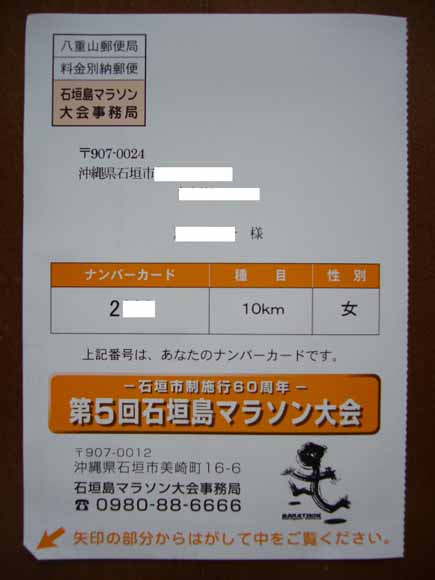 八重山郵便局
料金別納郵便
石垣島マラソン
大会事務局
〒907-0024
沖縄県石垣市
様
ナンバーカード 種 目 性 別
2 10km 女
上記番号は、あなたのナンバーカードです。
－石垣市制施行60周年－
第5回石垣島マラソン大会
〒907-0012
沖縄県石垣市美崎町16-6
石垣島マラソン大会事務局
☎ 0980-88-6666
MARATHON
矢印の部分からはがして中をご覧ください。